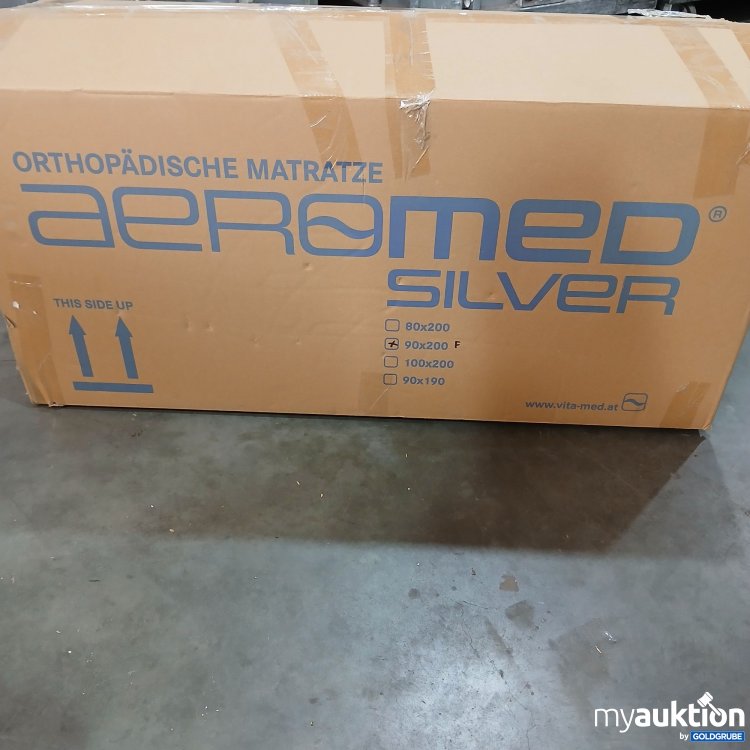 ORTHOPÄDISCHE MATRATZE
aeromed®
SILVER
THIS SIDE UP
80x200
90x200 F
100x200
90x190
www.vita-med.at
myauktion
by GOLDGRUBE